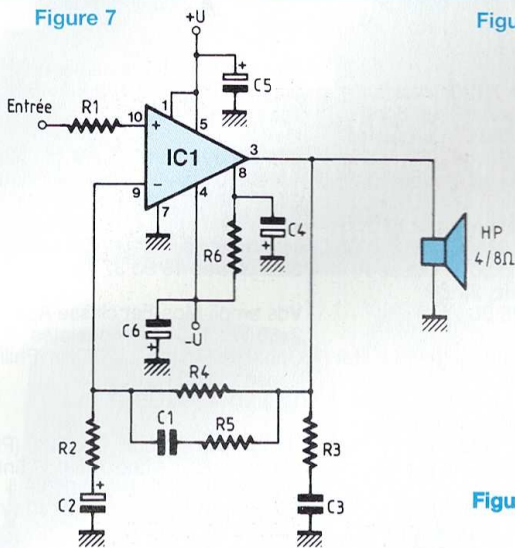 Figure 7
+U
Figu
+
C5
Entrée
R1
10
+
1
5
IC1
3
8
-
9
7
4
R6
C4
+
HP
4/8Ω
C6
+
-U
R4
C1
R5
R2
R3
+
C2
C3
Figu